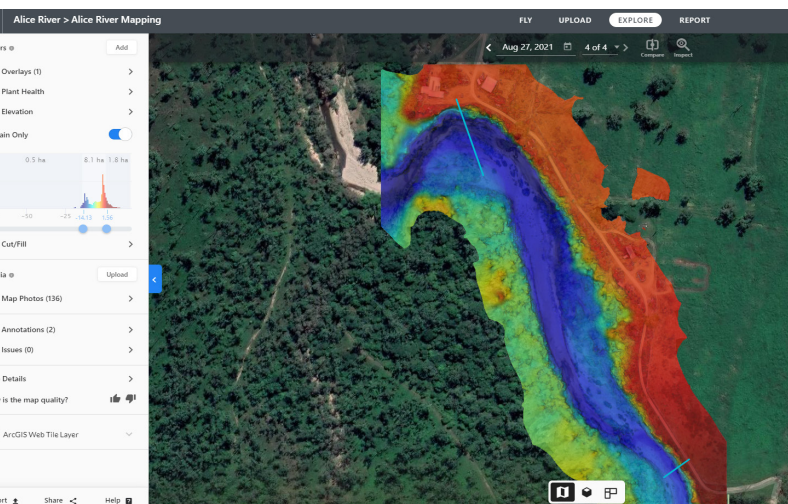 Alice River > Alice River Mapping
FLY UPLOAD EXPLORE REPORT
Add
Aug 27, 2021 4 of 4
Compare Inspect
Overlays (1)
Plant Health
Elevation
Only
0.5 ha 8.1 ha 1.8 ha
-50 -25 -14.12 1.56
Cut/Fill
Upload
Map Photos (136)
Annotations (2)
Issues (0)
Details
is the map quality?
ArcGIS Web Tile Layer
Share Help